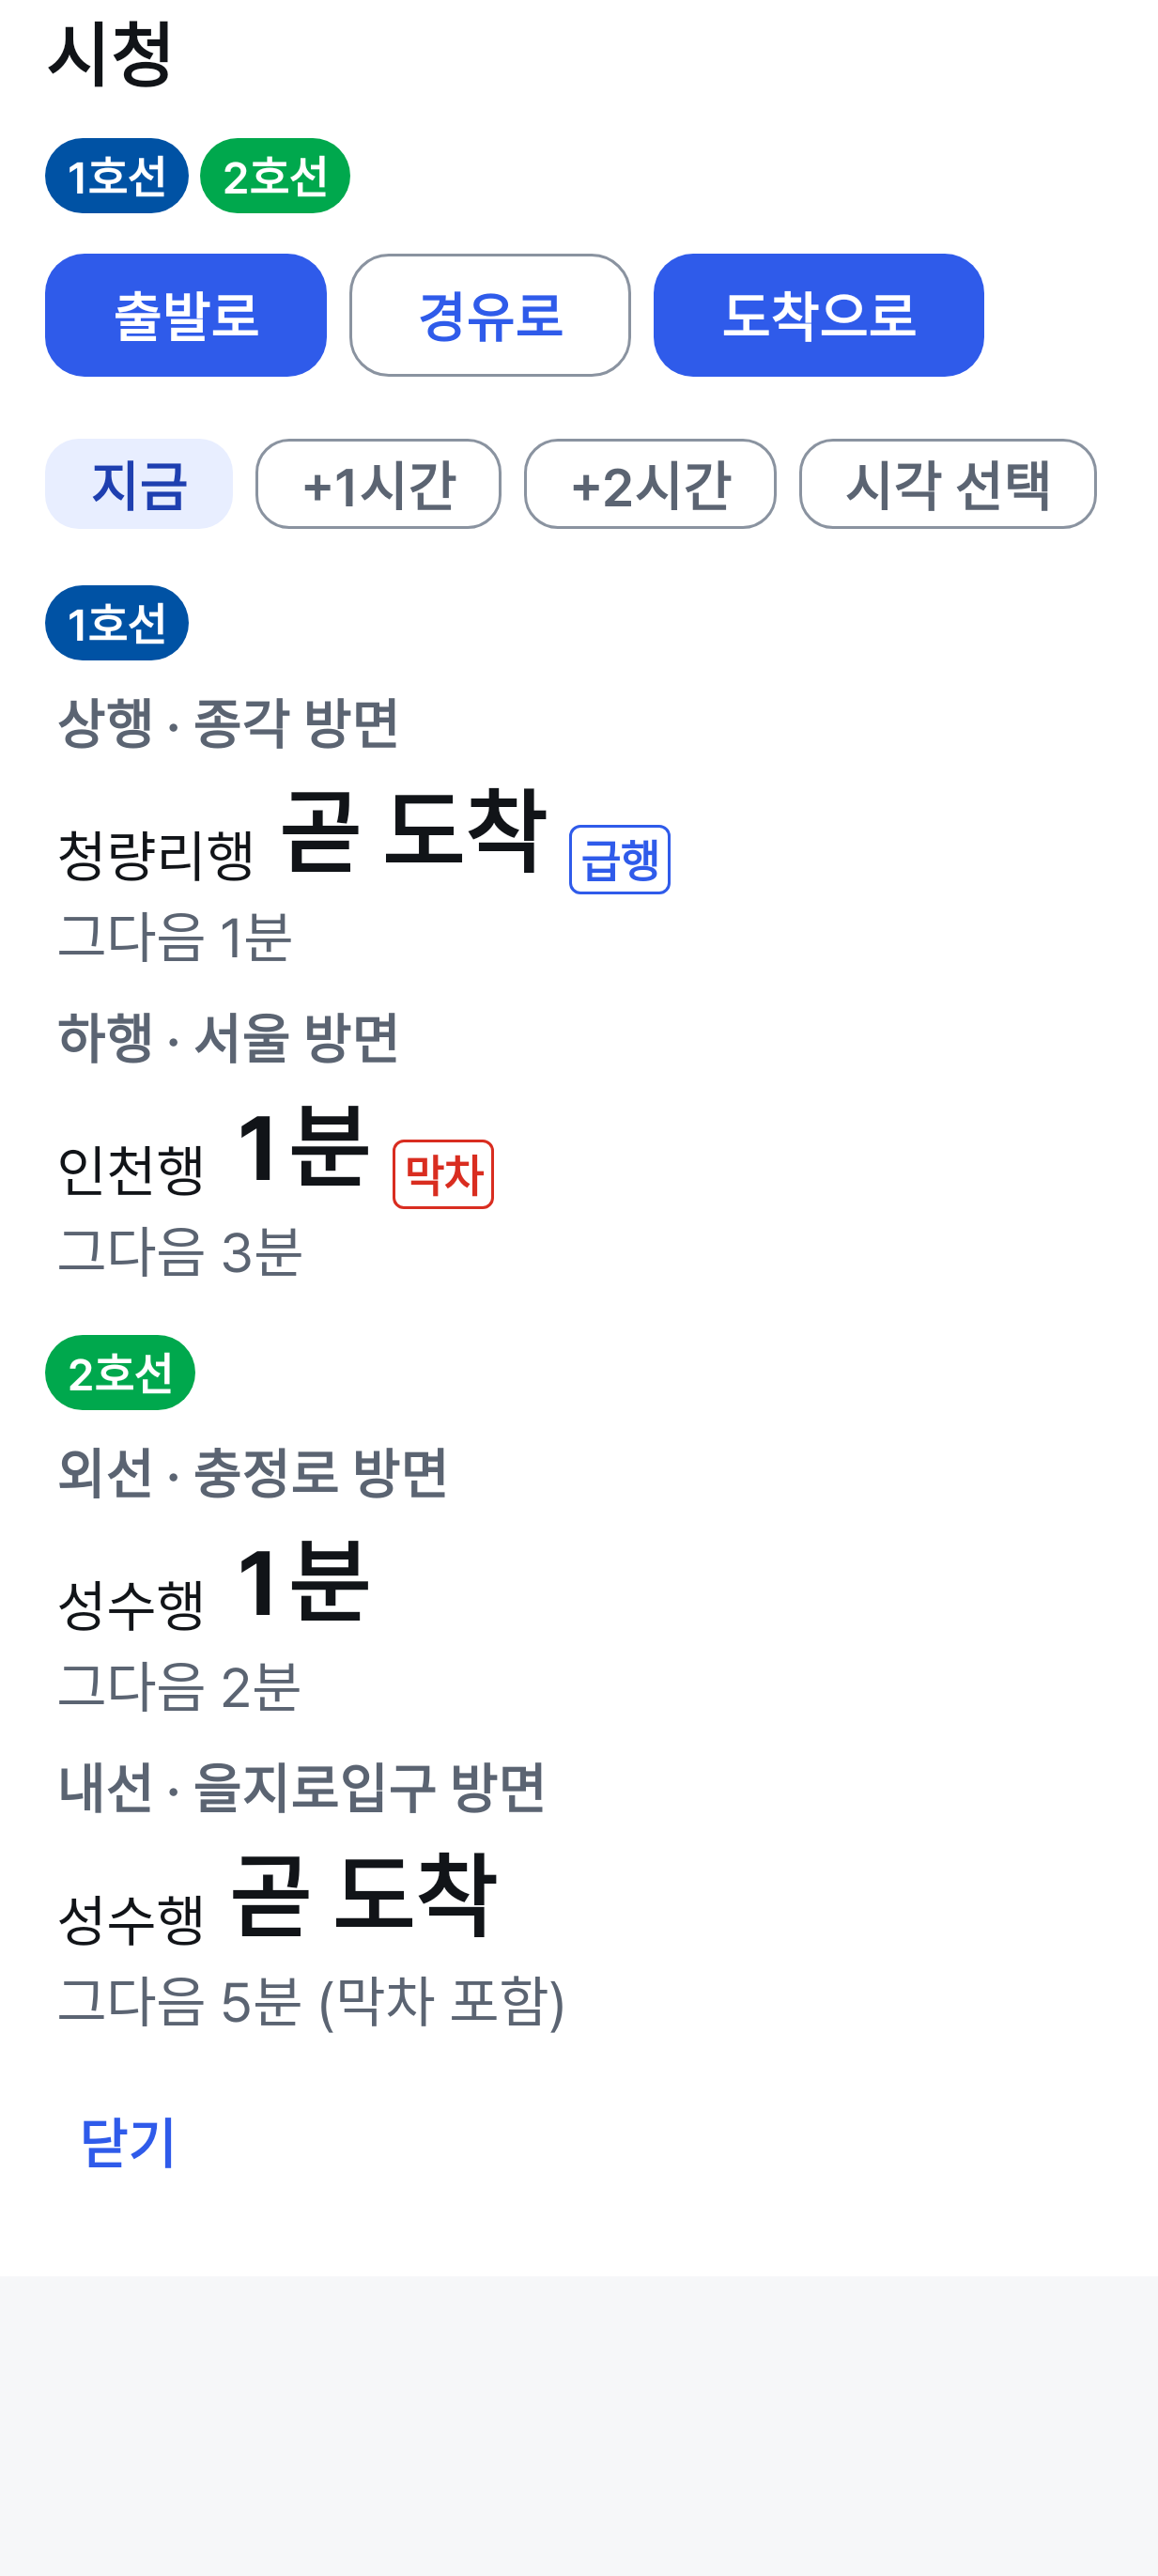 시청
1호선 2호선
출발로 경유로 도착으로
지금 +1시간 +2시간 시각 선택
1호선
상행 · 종각 방면
청량리행 곧 도착 급행
그다음 1분
하행 · 서울 방면
인천행 1분 막차
그다음 3분
2호선
외선 · 충정로 방면
성수행 1분
그다음 2분
내선 · 을지로입구 방면
성수행 곧 도착
그다음 5분 (막차 포함)
닫기